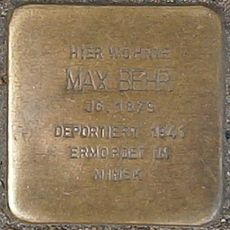 HIER WOHNTE
MAX BEHR
JG. 1879
DEPORTIERT 1941
ERMORDET IN
MINSK